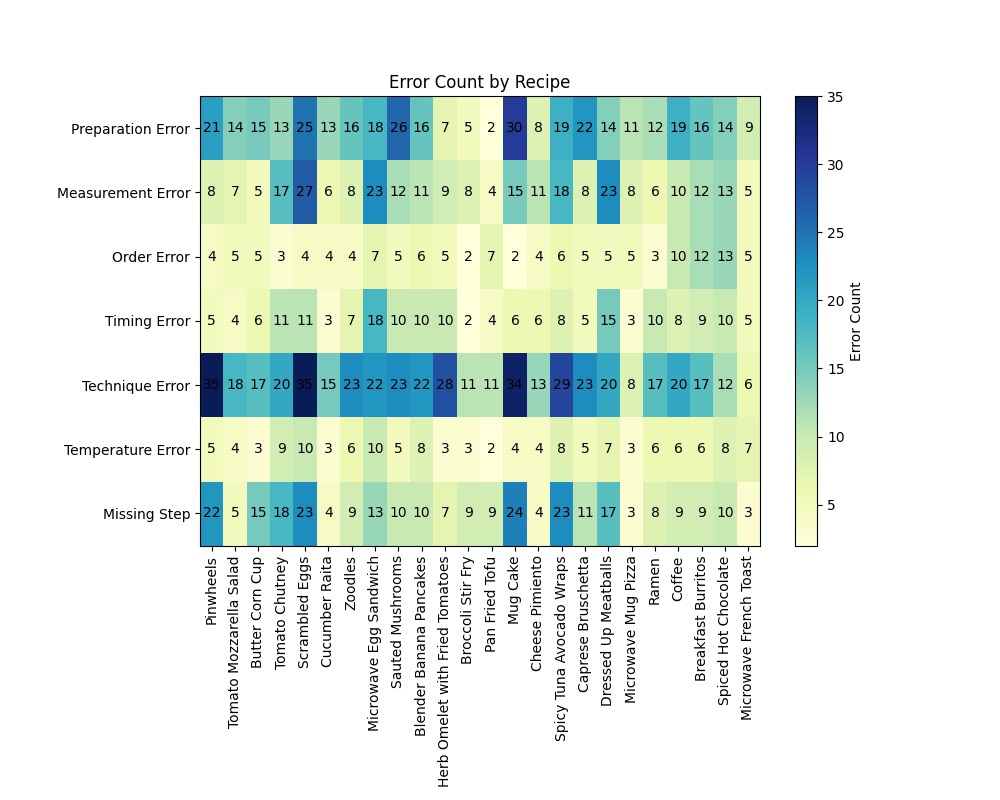 Error Count by Recipe
Preparation Error 21 14 15 13 25 13 16 18 26 16 7 5 2 30 8 19 22 14 11 12 19 16 14 9
Measurement Error 8 7 5 17 27 6 8 23 12 11 9 8 4 15 11 18 8 23 8 6 10 12 13 5
Order Error 4 5 5 3 4 4 4 7 5 6 5 2 7 2 4 6 5 5 5 3 10 12 13 5
Timing Error 5 4 6 11 11 3 7 18 10 10 10 2 4 6 6 8 5 15 3 10 8 9 10 5
Technique Error 35 18 17 20 35 15 23 22 23 22 28 11 11 34 13 29 23 20 8 17 20 17 12 6
Temperature Error 5 4 3 9 10 3 6 10 5 8 3 3 2 4 4 8 5 7 3 6 6 6 8 7
Missing Step 22 5 15 18 23 4 9 13 10 10 7 9 9 24 4 23 11 17 3 8 9 9 10 3
Pinwheels
Tomato Mozzarella Salad
Butter Corn Cup
Tomato Chutney
Scrambled Eggs
Cucumber Raita
Zoodles
Microwave Egg Sandwich
Sauted Mushrooms
Blender Banana Pancakes
Herb Omelet with Fried Tomatoes
Broccoli Stir Fry
Pan Fried Tofu
Mug Cake
Cheese Pimiento
Spicy Tuna Avocado Wraps
Caprese Bruschetta
Dressed Up Meatballs
Microwave Mug Pizza
Ramen
Coffee
Breakfast Burritos
Spiced Hot Chocolate
Microwave French Toast
35
30
25
20
15
10
5
Error Count